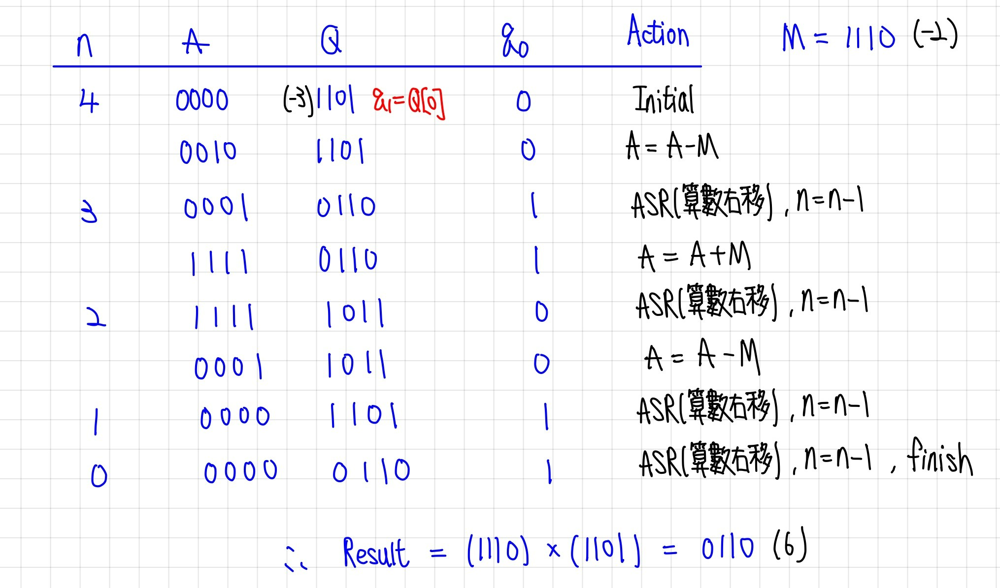 n A Q q₀ Action M = 1110 (-2)
4 0000 (-3) 1101 q₁=Q[0] 0 Initial
0010 1101 0 A = A-M
3 0001 0110 1 ASR(算數右移), n=n-1
1111 0110 1 A = A+M
2 1111 1011 0 ASR(算數右移), n=n-1
0001 1011 0 A = A-M
1 0000 1101 1 ASR(算數右移), n=n-1
0 0000 0110 1 ASR(算數右移), n=n-1, finish
∴ Result = (1110) × (1101) = 0110 (6)